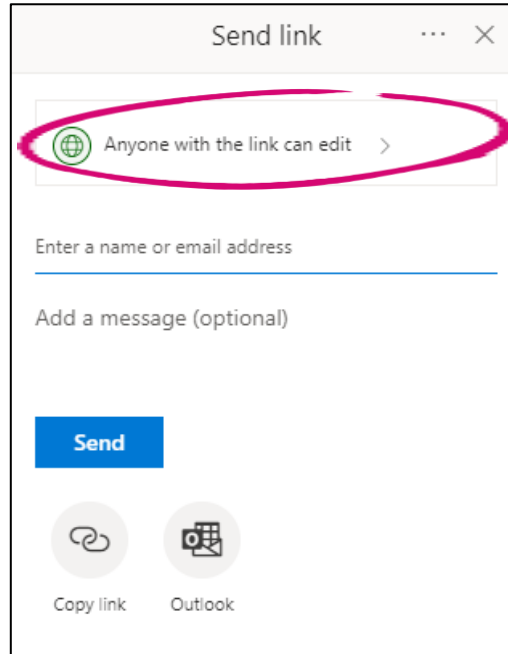 Send link
Anyone with the link can edit
Enter a name or email address
Add a message (optional)
Send
Copy link
Outlook